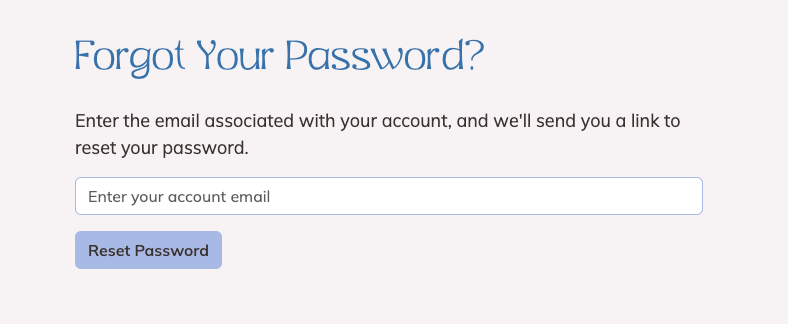 Forgot Your Password?
Enter the email associated with your account, and we'll send you a link to
reset your password.
Enter your account email
Reset Password